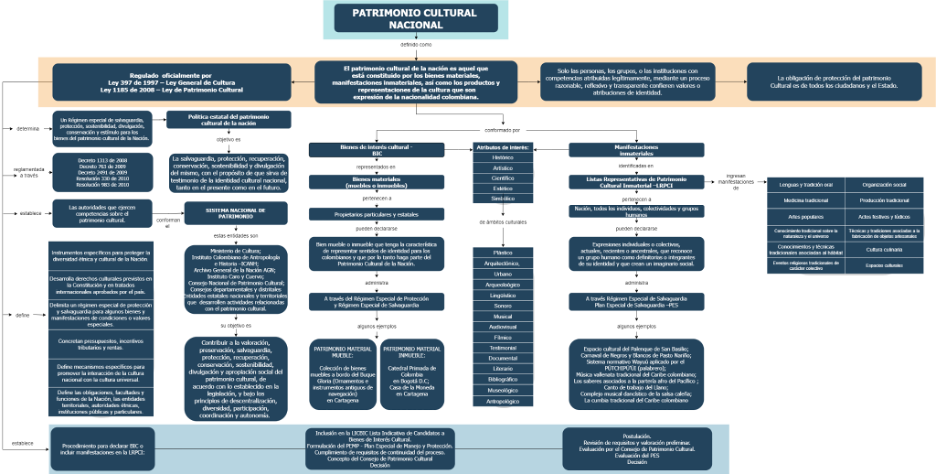 PATRIMONIO CULTURAL
NACIONAL
definido como
Regulado oficialmente por
Ley 397 de 1997 – Ley General de Cultura
Ley 1185 de 2008 – Ley de Patrimonio Cultural
El patrimonio cultural de la nación es aquel que
está constituido por los bienes materiales,
manifestaciones inmateriales, así como los productos y
representaciones de la cultura que son
expresión de la nacionalidad colombiana.
Solo las personas, los grupos, o las instituciones con
competencias atribuidas legítimamente, mediante un proceso
razonable, reflexivo y transparente confieren valores o
atribuciones de identidad.
La obligación de protección del patrimonio
Cultural es de todos los ciudadanos y el Estado.
determina
Un Régimen especial de salvaguardia,
protección, sostenibilidad, divulgación,
conservación y estímulo para los
bienes del patrimonio cultural de la Nación.
reglamentada
a través
Decreto 1313 de 2008
Decreto 763 de 2009
Decreto 2491 de 2009
Resolución 330 de 2010
Resolución 983 de 2010
establece
Las autoridades que ejercen
competencias sobre el
patrimonio cultural.
conforman
el
Política estatal del patrimonio
cultural de la nación
objetivo es
La salvaguardia, protección, recuperación,
conservación, sostenibilidad y divulgación
del mismo, con el propósito de que sirva de
testimonio de la identidad cultural nacional,
tanto en el presente como en el futuro.
SISTEMA NACIONAL DE
PATRIMONIO
estas entidades son
Ministerio de Cultura;
Instituto Colombiano de Antropología
e Historia -ICANH;
Archivo General de la Nación AGN;
Instituto Caro y Cuervo;
Consejo Nacional de Patrimonio Cultural;
Consejos departamentales y distritales
Entidades estatales nacionales y territoriales
que desarrollen actividades relacionadas
con el patrimonio cultural.
su objetivo es
Contribuir a la valoración,
preservación, salvaguardia,
protección, recuperación,
conservación, sostenibilidad,
divulgación y apropiación social del
patrimonio cultural, de
acuerdo con lo establecido en la
legislación, y bajo los
principios de descentralización,
diversidad, participación,
coordinación y autonomía.
define
Instrumentos específicos para proteger la
diversidad étnica y cultural de la Nación.
Desarrolla derechos culturales previstos en
la Constitución y en tratados
internacionales aprobados por el país.
Delimita un régimen especial de protección
y salvaguardia para algunos bienes y
manifestaciones de condiciones o valores
especiales.
Concretan presupuestos, incentivos
tributarios y rentas.
Define mecanismos específicos para
promover la interacción de la cultura
nacional con la cultura universal.
Define las obligaciones, facultades y
funciones de la Nación, las entidades
territoriales, autoridades étnicas,
instituciones públicas y particulares.
conformado por
Bienes de interés cultural -
BIC
representados en
Bienes materiales
(muebles o inmuebles)
pertenecen a
Propietarios particulares y estatales
pueden declararse
Bien mueble o inmueble que tenga la característica
de representar sentidos de identidad para los
colombianos y que por lo tanto haga parte del
Patrimonio Cultural de la Nación.
administra
A través del Régimen Especial de Protección
y Régimen Especial de Salvaguardia
algunos ejemplos
PATRIMONIO MATERIAL
MUEBLE:
Colección de bienes
muebles a bordo del Buque
Gloria (Ornamentos e
instrumentos antiguos de
navegación)
en Cartagena
PATRIMONIO MATERIAL
INMUEBLE:
Catedral Primada de
Colombia
en Bogotá D.C;
Casa de la Moneda
en Cartagena
Atributos de interés:
Histórico
Artístico
Científico
Estético
Simbólico
de ámbitos culturales
Plástico
Arquitectónico,
Urbano
Arqueológico
Lingüístico
Sonoro
Musical
Audiovisual
Fílmico
Testimonial
Documental
Literario
Bibliográfico
Museológico
Antropológico
Manifestaciones
inmateriales
identificadas en
Listas Representativas de Patrimonio
Cultural Inmaterial -LRPCI
pertenecen a
Nación, todos los individuos, colectividades y grupos
humanos
pueden declararse
Expresiones individuales o colectivas,
actuales, recientes o ancestrales, que reconoce
un grupo humano como definitorios o integrantes
de su identidad y que crean un imaginario social.
administra
A través Régimen Especial de Salvaguardia
Plan Especial de Salvaguardia -PES
algunos ejemplos
Espacio cultural del Palenque de San Basilio;
Carnaval de Negros y Blancos de Pasto Nariño;
Sistema normativo Wayuú aplicado por el
PÜTCHIPÜ'ÜI (palabrero);
Música vallenata tradicional del Caribe colombiano;
Los saberes asociados a la partería afro del Pacífico ;
Canto de trabajo del Llano;
Complejo musical-dancístico de la salsa caleña;
La cumbia tradicional del Caribe colombiano
ingresan
manifestaciones
de
Lenguas y tradición oral
Organización social
Medicina tradicional
Producción tradicional
Artes populares
Actos festivos y lúdicos
Conocimiento tradicional sobre la
naturaleza y el universo
Técnicas y tradiciones asociadas a la
fabricación de objetos artesanales
Conocimientos y técnicas
tradicionales asociadas al hábitat
Cultura culinaria
Eventos religiosos tradicionales de
carácter colectivo
Espacios culturales
establece
Procedimiento para declarar BIC o
incluir manifestaciones en la LRPCI:
Inclusión en la LICBIC Lista Indicativa de Candidatos a
Bienes de Interés Cultural.
Formulación del PEMP - Plan Especial de Manejo y Protección.
Cumplimiento de requisitos de continuidad del proceso.
Concepto del Consejo de Patrimonio Cultural
Decisión
Postulación.
Revisión de requisitos y valoración preliminar.
Evaluación por el Consejo de Patrimonio Cultural.
Evaluación del PES
Decisión